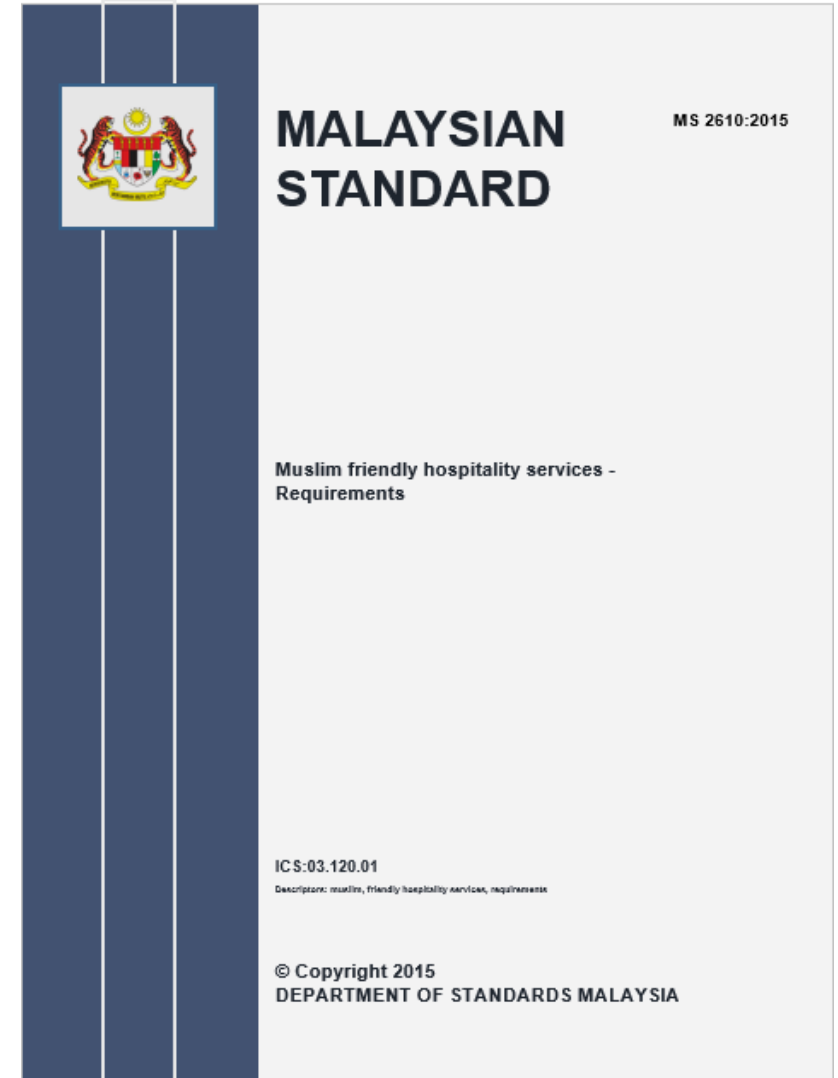 MALAYSIAN
STANDARD
MS 2610:2015
Muslim friendly hospitality services -
Requirements
ICS:03.120.01
Descriptors: muslim, friendly hospitality services, requirements
© Copyright 2015
DEPARTMENT OF STANDARDS MALAYSIA